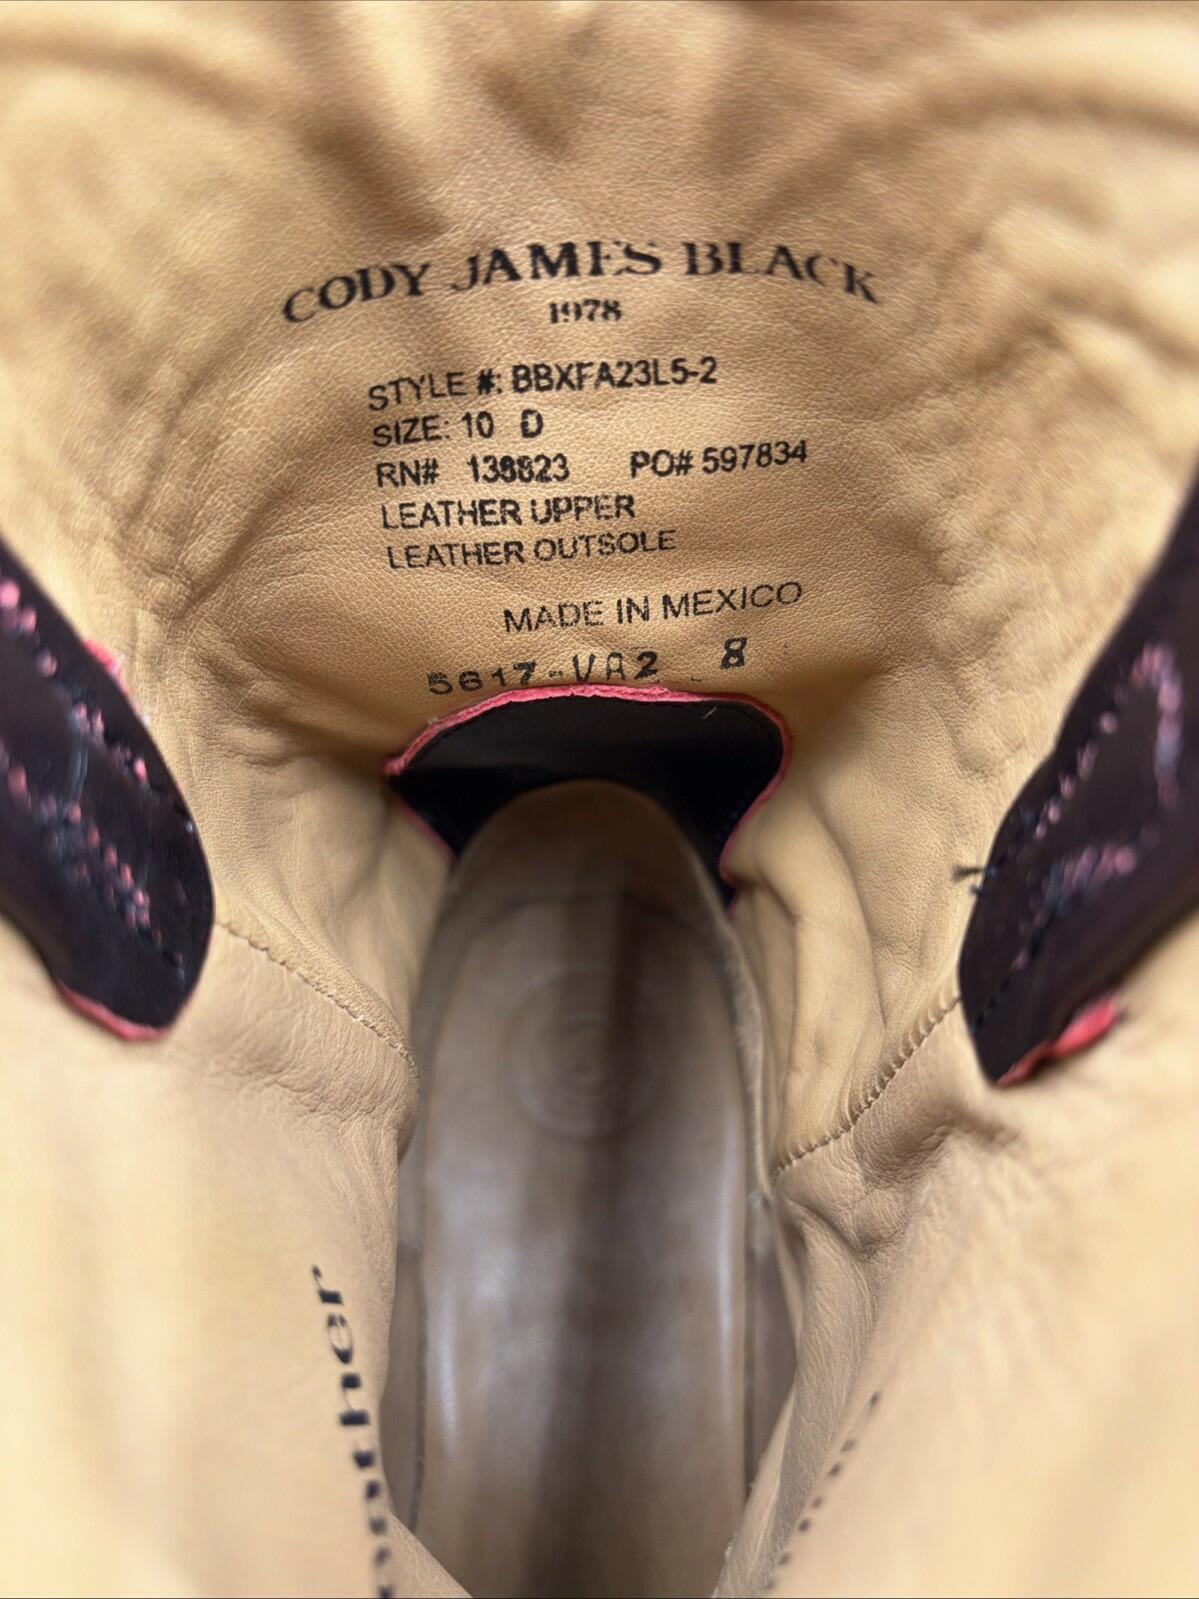 CODY JAMES BLACK
1978
STYLE #: BBXFA23L5-2
SIZE: 10 D
RN# 138823 PO# 597834
LEATHER UPPER
LEATHER OUTSOLE
MADE IN MEXICO
5617-VA2 8